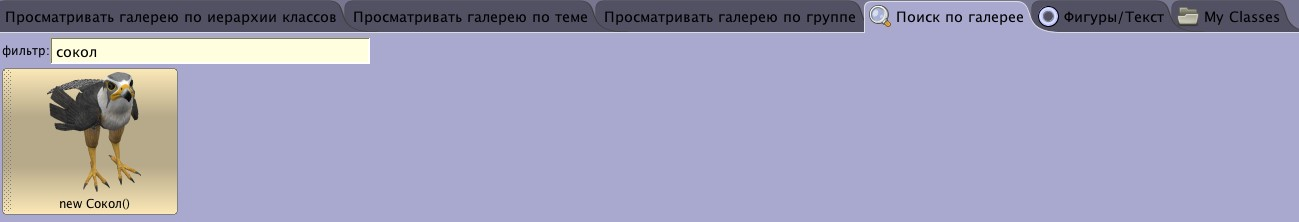 Просматривать галерею по иерархии классов Просматривать галерею по теме Просматривать галерею по группе Поиск по галерее Фигуры/Текст My Classes
фильтр: сокол
new Сокол()